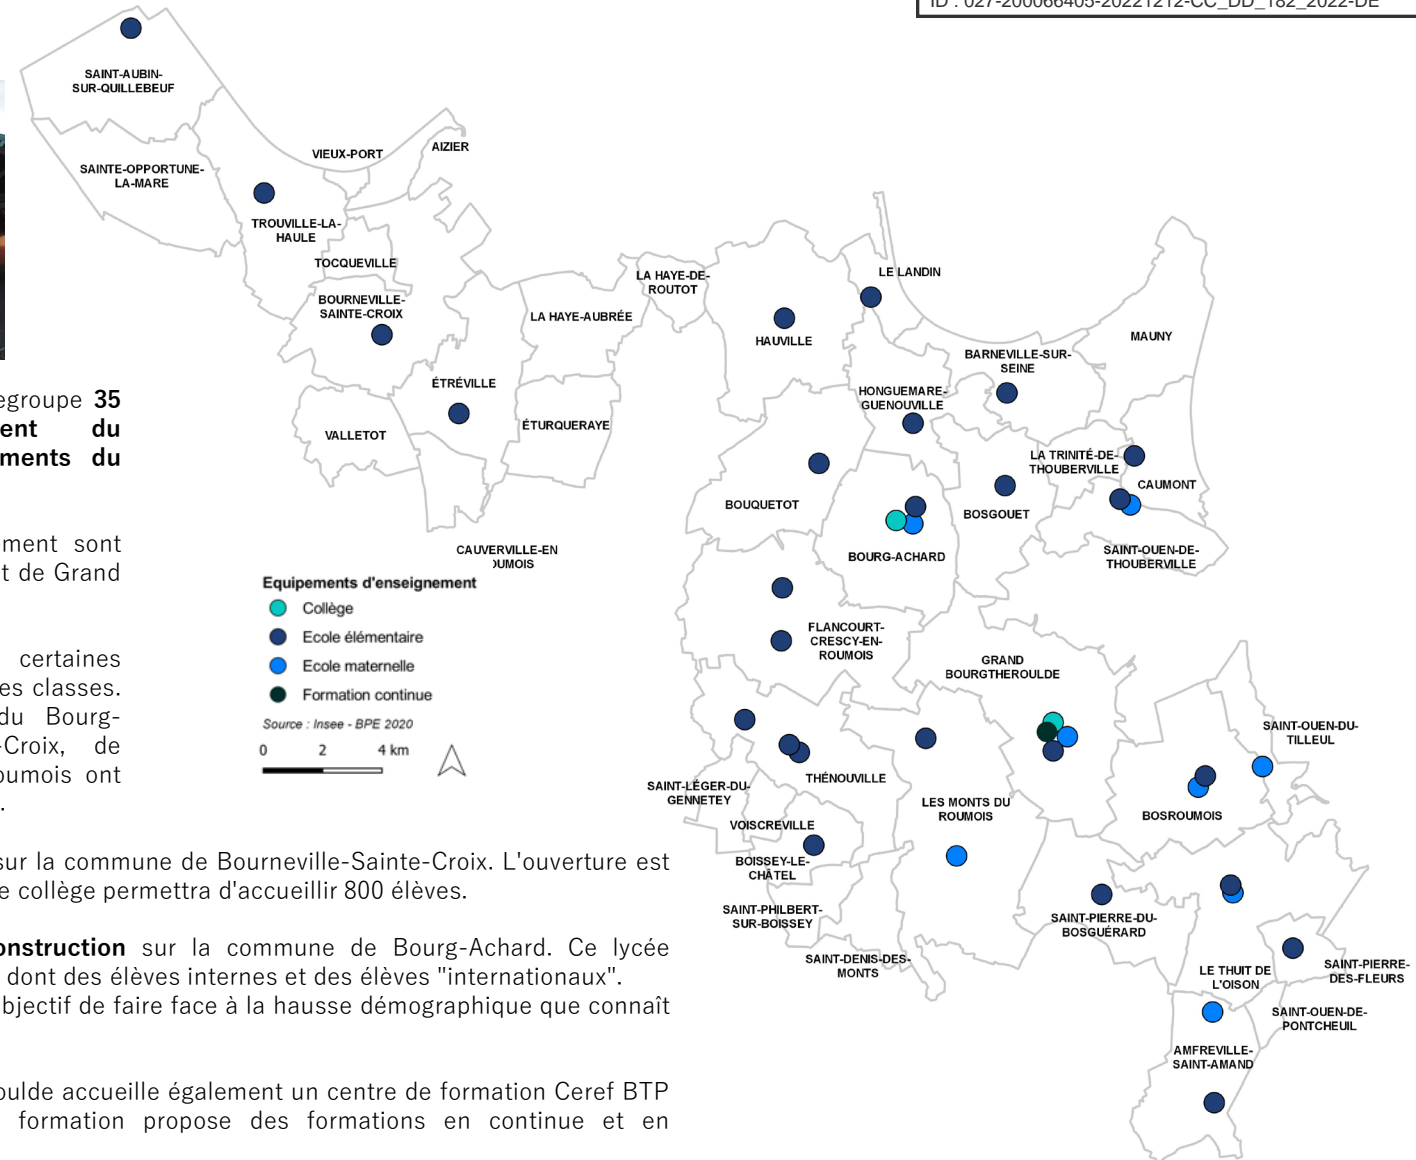 ID : 027-200066405-20221212-CC_DD_182_2022-DE
SAINT-AUBIN-
SUR-QUILLEBEUF
SAINTE-OPPORTUNE-
LA-MARE
VIEUX-PORT
AIZIER
TROUVILLE-LA-
HAULE
TOCQUEVILLE
BOURNEVILLE-
SAINTE-CROIX
LA HAYE-AUBRÉE
LA HAYE-DE-
ROUTOT
LE LANDIN
HAUVILLE
BARNEVILLE-SUR-
SEINE
MAUNY
ÉTRÉVILLE
HONGUEMARE-
GUENOUVILLE
VALLETOT
ÉTURQUERAYE
LA TRINITÉ-DE-
THOUBERVILLE
CAUMONT
BOUQUETOT
BOSGOUET
BOURG-ACHARD
SAINT-OUEN-DE-
THOUBERVILLE
CAUVERVILLE-EN
OUMOIS
FLANCOURT-
CRESCY-EN-
ROUMOIS
GRAND
BOURGTHEROULDE
SAINT-OUEN-DU-
TILLEUL
THÉNOUVILLE
SAINT-LÉGER-DU-
GENNETEY
LES MONTS DU
ROUMOIS
BOSROUMOIS
VOISCREVILLE
BOISSEY-LE-
CHÂTEL
SAINT-PHILBERT-
SUR-BOISSEY
SAINT-PIERRE-DU-
BOSGUÉRARD
SAINT-DENIS-DES-
MONTS
LE THUIT DE
L'OISON
SAINT-PIERRE-
DES-FLEURS
SAINT-OUEN-DE-
PONTCHEUIL
AMFREVILLE-
SAINT-AMAND
Equipements d'enseignement
Collège
Ecole élémentaire
Ecole maternelle
Formation continue
Source : Insee - BPE 2020
0 2 4 km
egroupe 35
ent du
ments du
ment sont
t de Grand
certaines
es classes.
du Bourg-
-Croix, de
oumois ont
.
sur la commune de Bourneville-Sainte-Croix. L'ouverture est
e collège permettra d'accueillir 800 élèves.
onstruction sur la commune de Bourg-Achard. Ce lycée
dont des élèves internes et des élèves "internationaux".
objectif de faire face à la hausse démographique que connaît
oulde accueille également un centre de formation Ceref BTP
formation propose des formations en continue et en